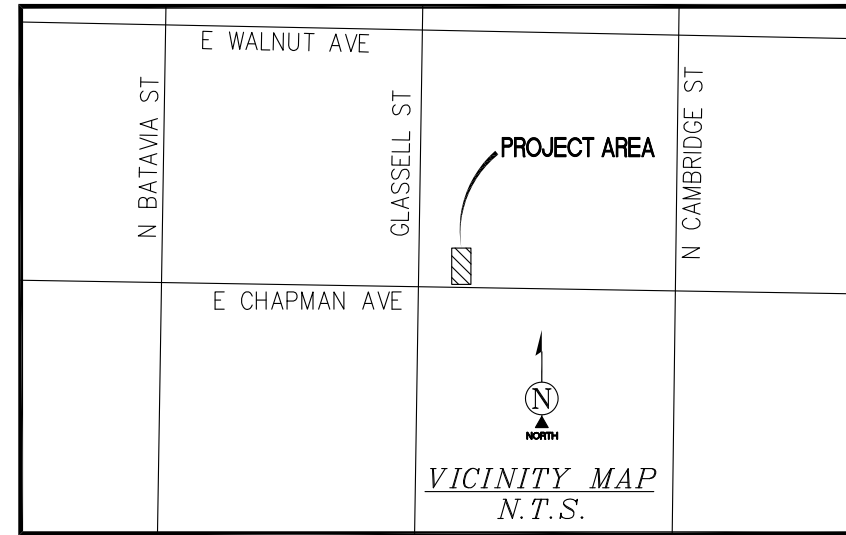 E WALNUT AVE
N BATAVIA ST
GLASSELL ST
N CAMBRIDGE ST
PROJECT AREA
E CHAPMAN AVE
N
NORTH
VICINITY MAP
N.T.S.